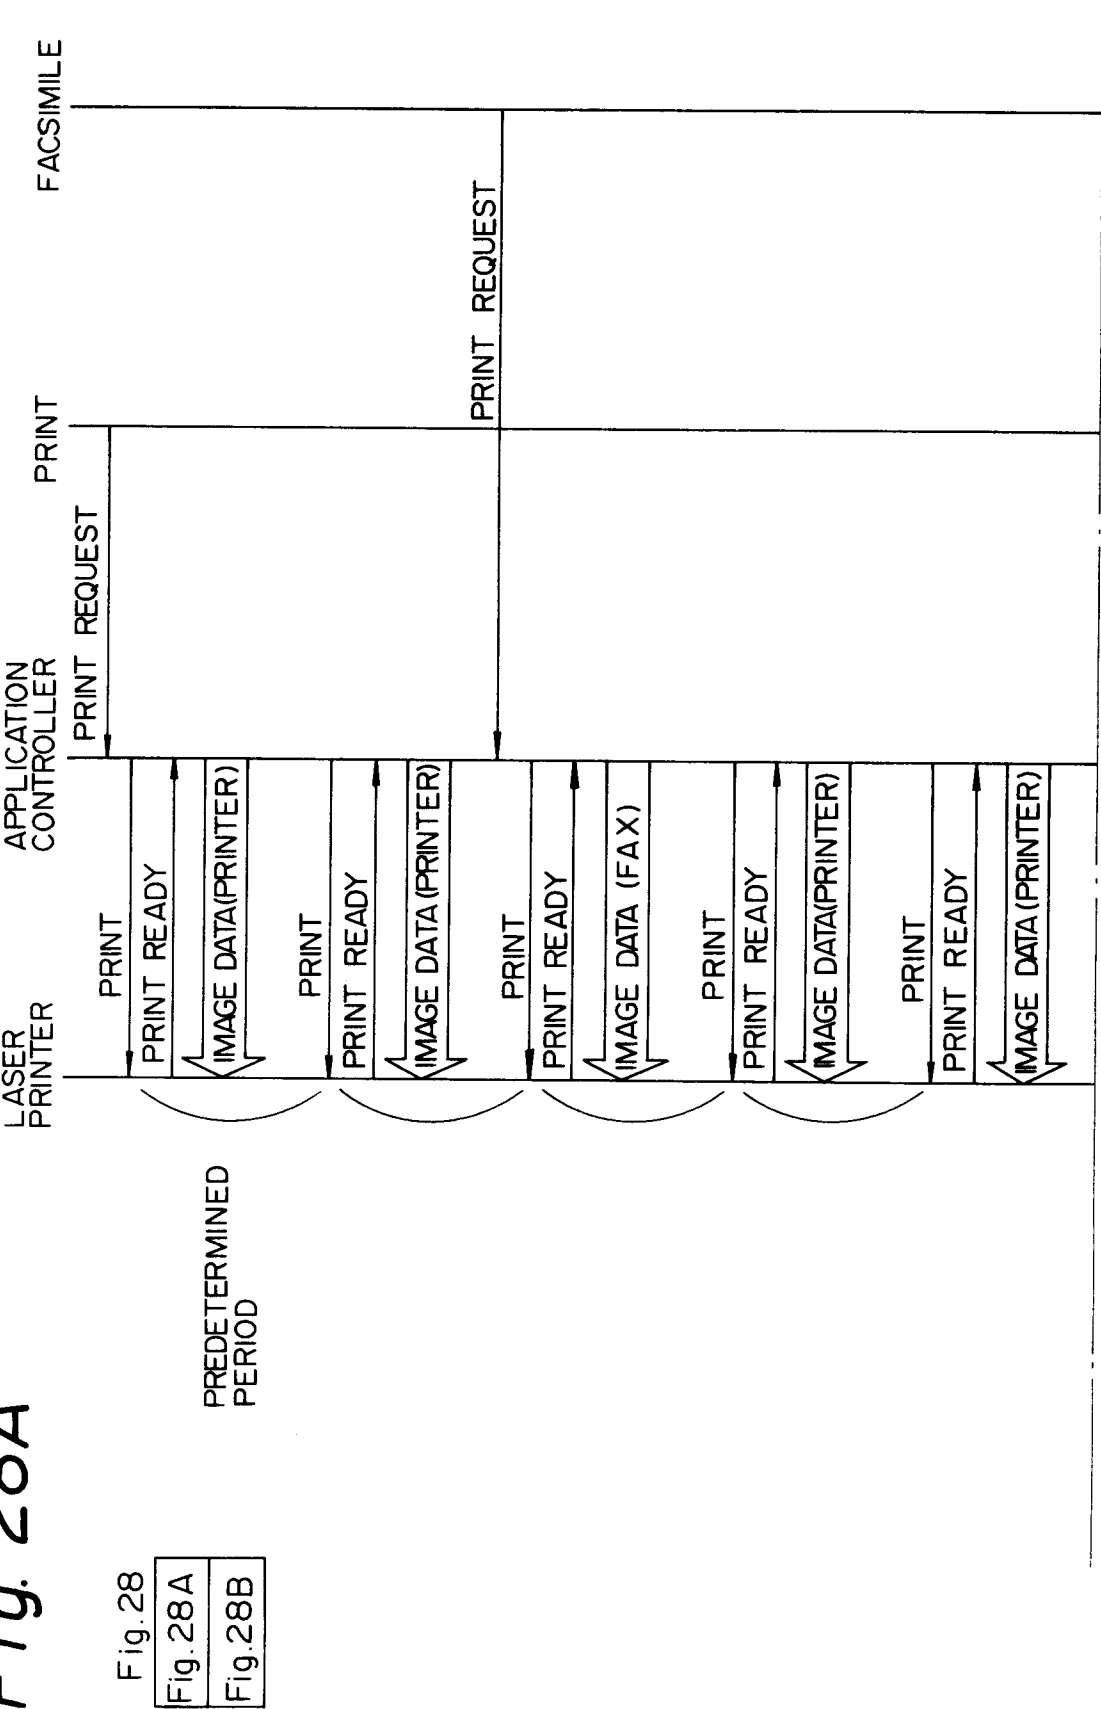 Fig. 28A
Fig. 28
Fig. 28A
Fig. 28B
LASER
PRINTER
APPLICATION
CONTROLLER
PRINT
FACSIMILE
PREDETERMINED
PERIOD
PRINT REQUEST
PRINT
PRINT READY
IMAGE DATA(PRINTER)
PRINT
PRINT READY
IMAGE DATA(PRINTER)
PRINT REQUEST
PRINT
PRINT READY
IMAGE DATA (FAX)
PRINT
PRINT READY
IMAGE DATA(PRINTER)
PRINT
PRINT READY
IMAGE DATA(PRINTER)